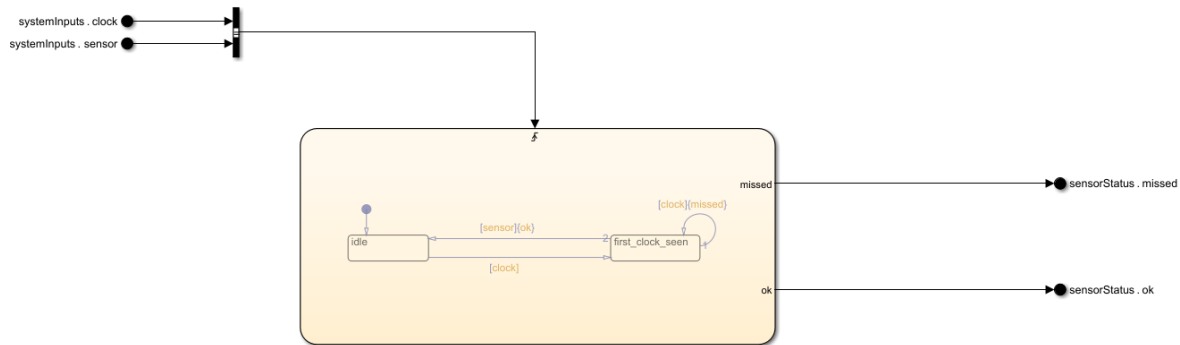 systemInputs . clock
systemInputs . sensor
missed
sensorStatus . missed
[clock]{missed}
[sensor]{ok}
2
idle
first_clock_seen
1
[clock]
ok
sensorStatus . ok